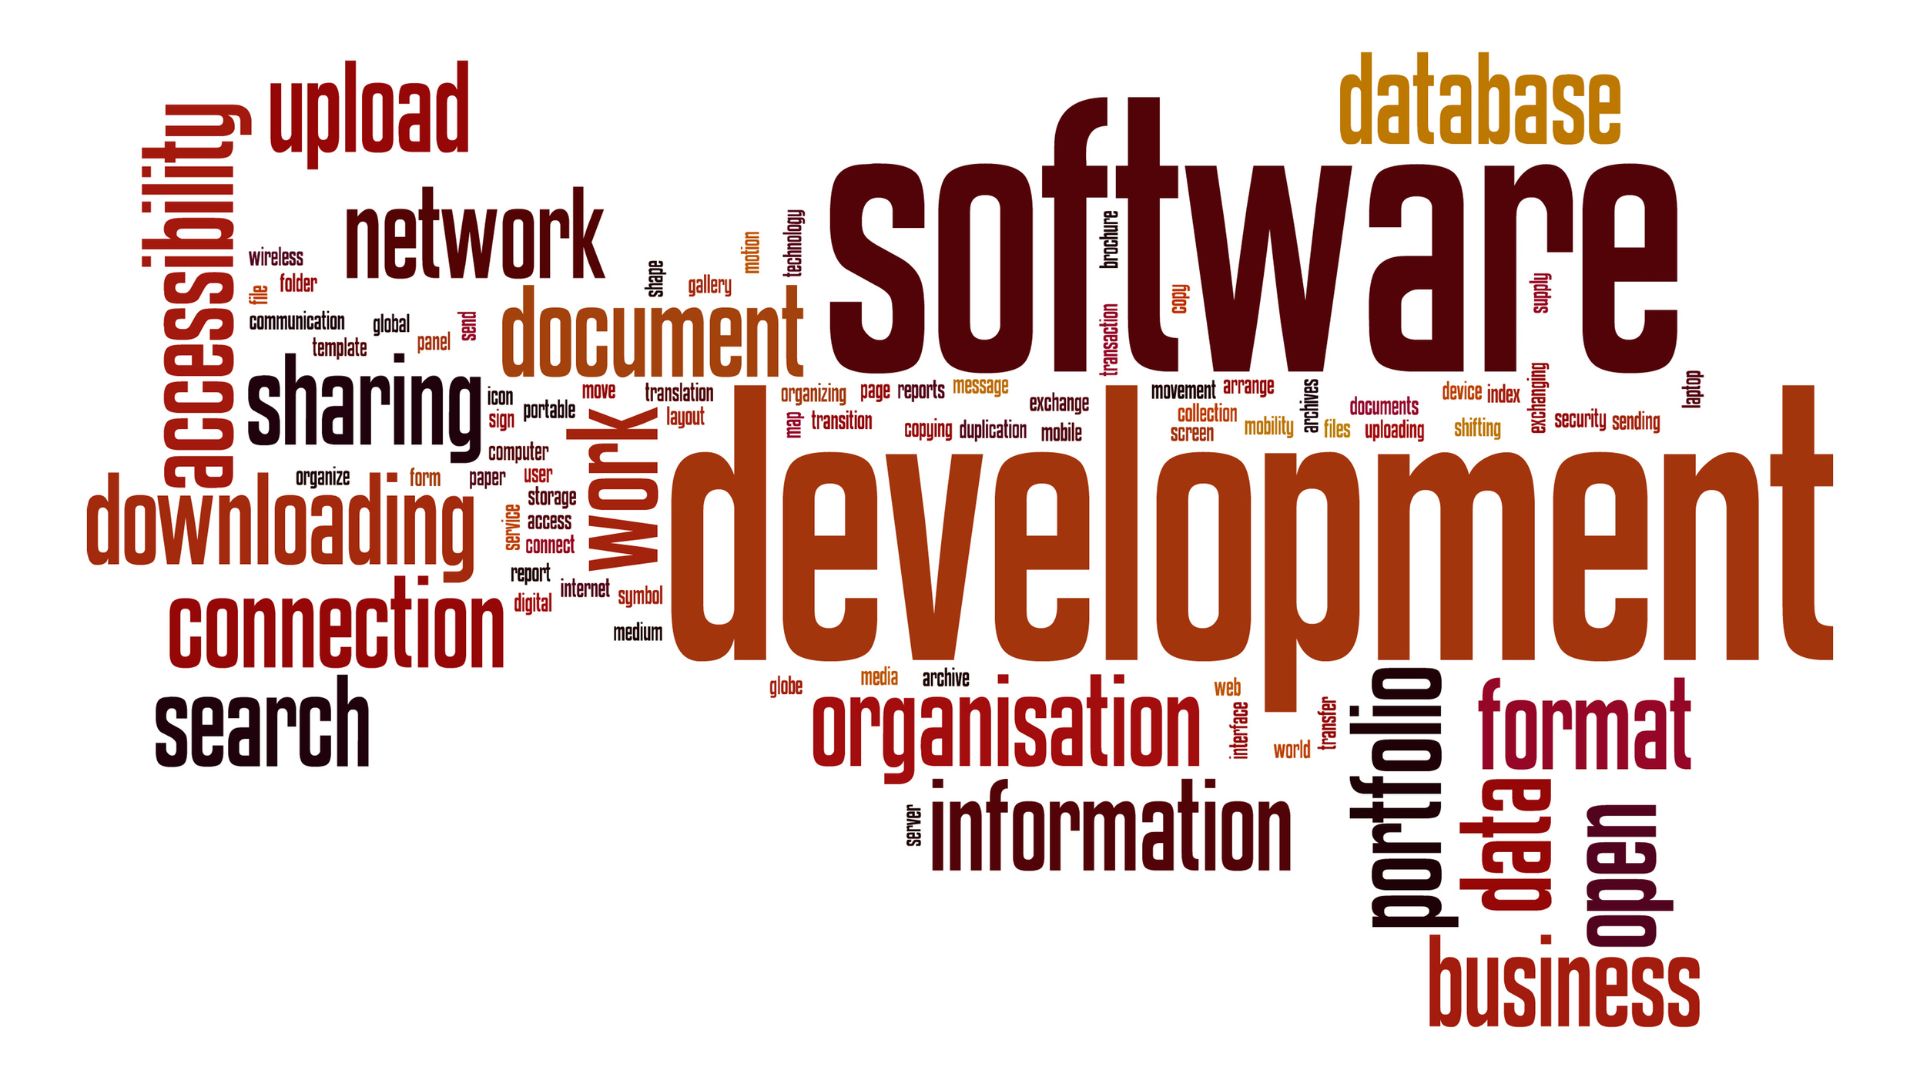 upload
database
accessibility
software
network
wireless
folder
file
shape
gallery
motion
technology
brochure
copy
supply
communication
global
send
template
panel
document
transaction
sharing
icon
sign
portable
move
translation
layout
organizing
page
reports
message
map
transition
copying
duplication
exchange
mobile
movement
arrange
collection
screen
mobility
archives
files
documents
uploading
device
index
shifting
exchanging
security
sending
laptop
computer
work
development
organize
form
paper
user
storage
access
connect
service
downloading
report
digital
internet
symbol
medium
connection
search
globe
media
archive
organisation
web
interface
world
transfer
portfolio
format
server
information
data
open
business